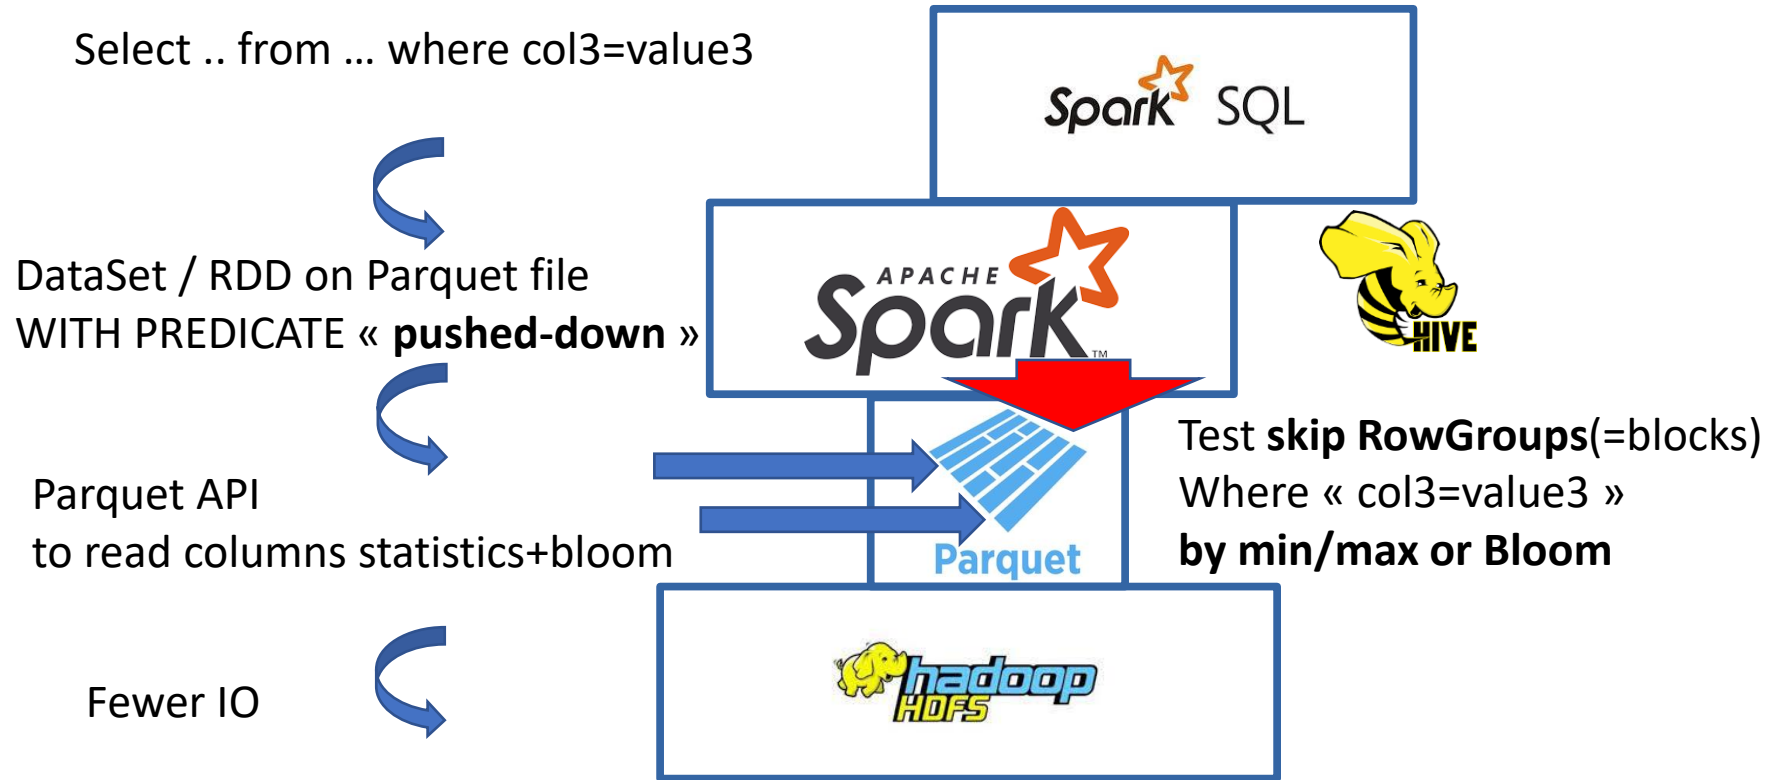 Select .. from ... where col3=value3
Spark SQL
DataSet / RDD on Parquet file
WITH PREDICATE « pushed-down »
APACHE
Spark
TM
HIVE
Parquet API
to read columns statistics+bloom
Parquet
Test skip RowGroups(=blocks)
Where « col3=value3 »
by min/max or Bloom
Fewer IO
hadoop
HDFS